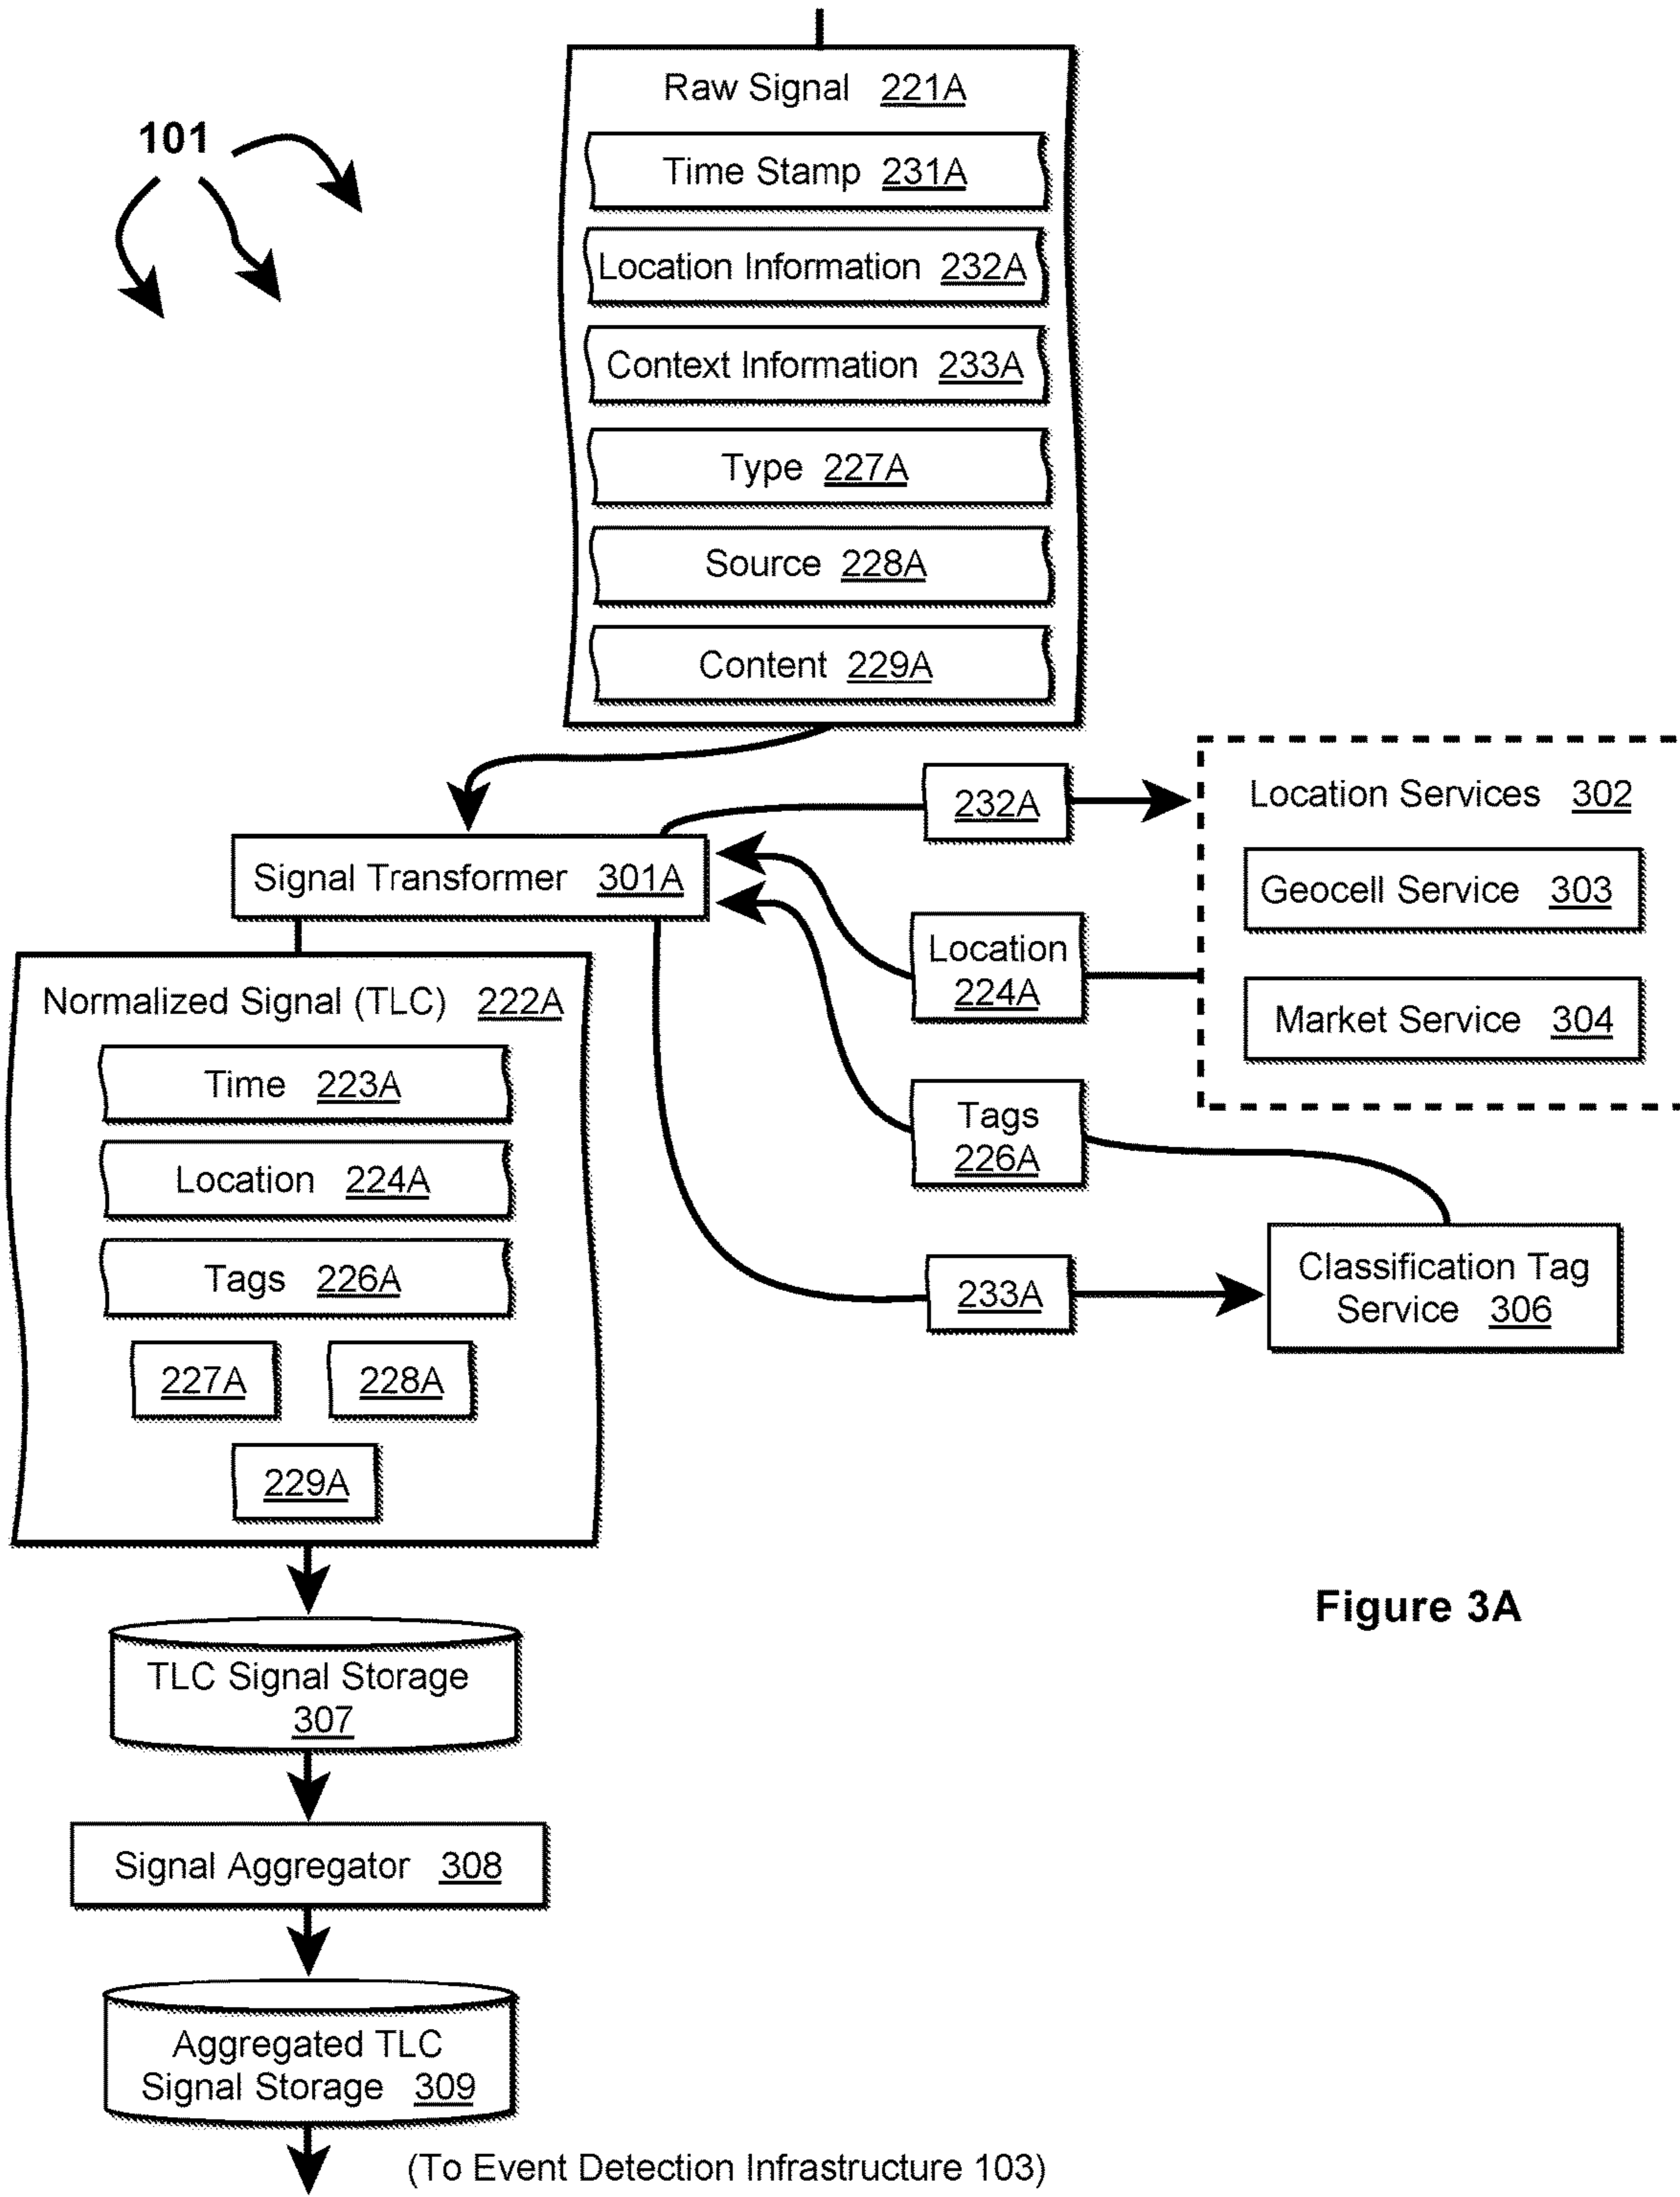 101
Raw Signal 221A
Time Stamp 231A
Location Information 232A
Context Information 233A
Type 227A
Source 228A
Content 229A
232A
Location Services 302
Geocell Service 303
Market Service 304
Signal Transformer 301A
Location
224A
Tags
226A
233A
Classification Tag
Service 306
Normalized Signal (TLC) 222A
Time 223A
Location 224A
Tags 226A
227A 228A
229A
Figure 3A
TLC Signal Storage
307
Signal Aggregator 308
Aggregated TLC
Signal Storage 309
(To Event Detection Infrastructure 103)